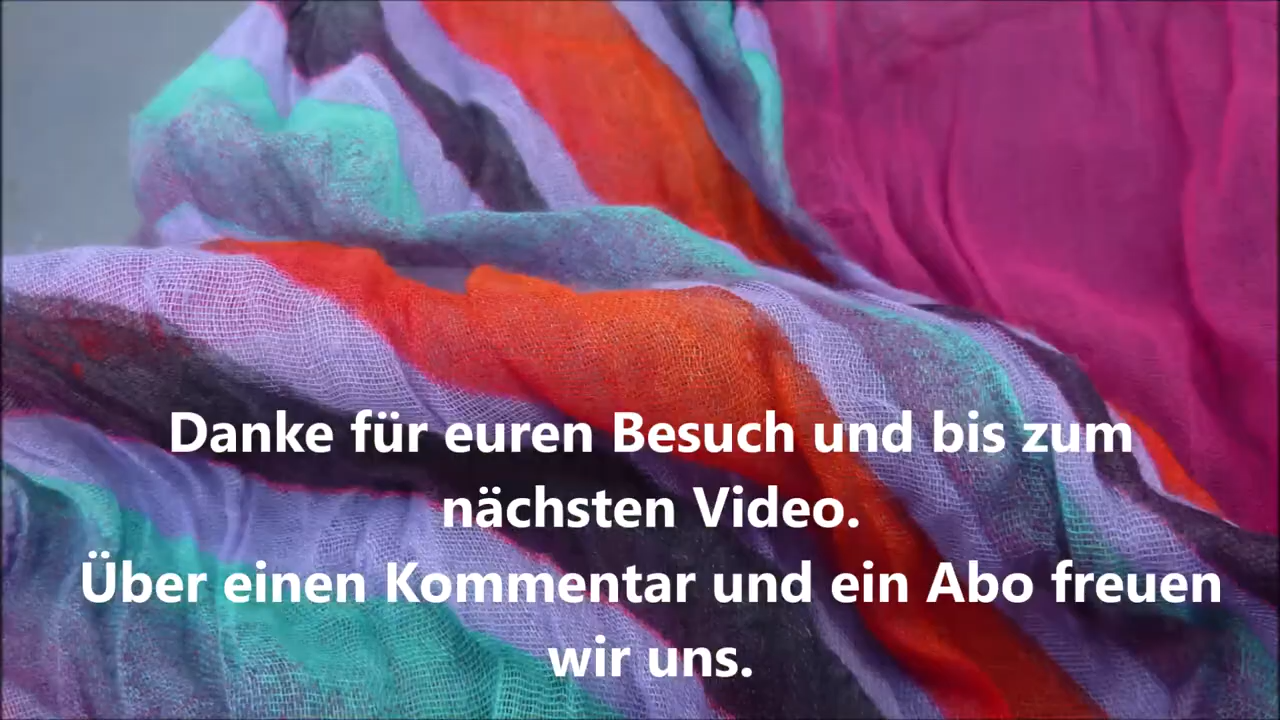 Danke für euren Besuch und bis zum
nächsten Video.
Über einen Kommentar und ein Abo freuen
wir uns.